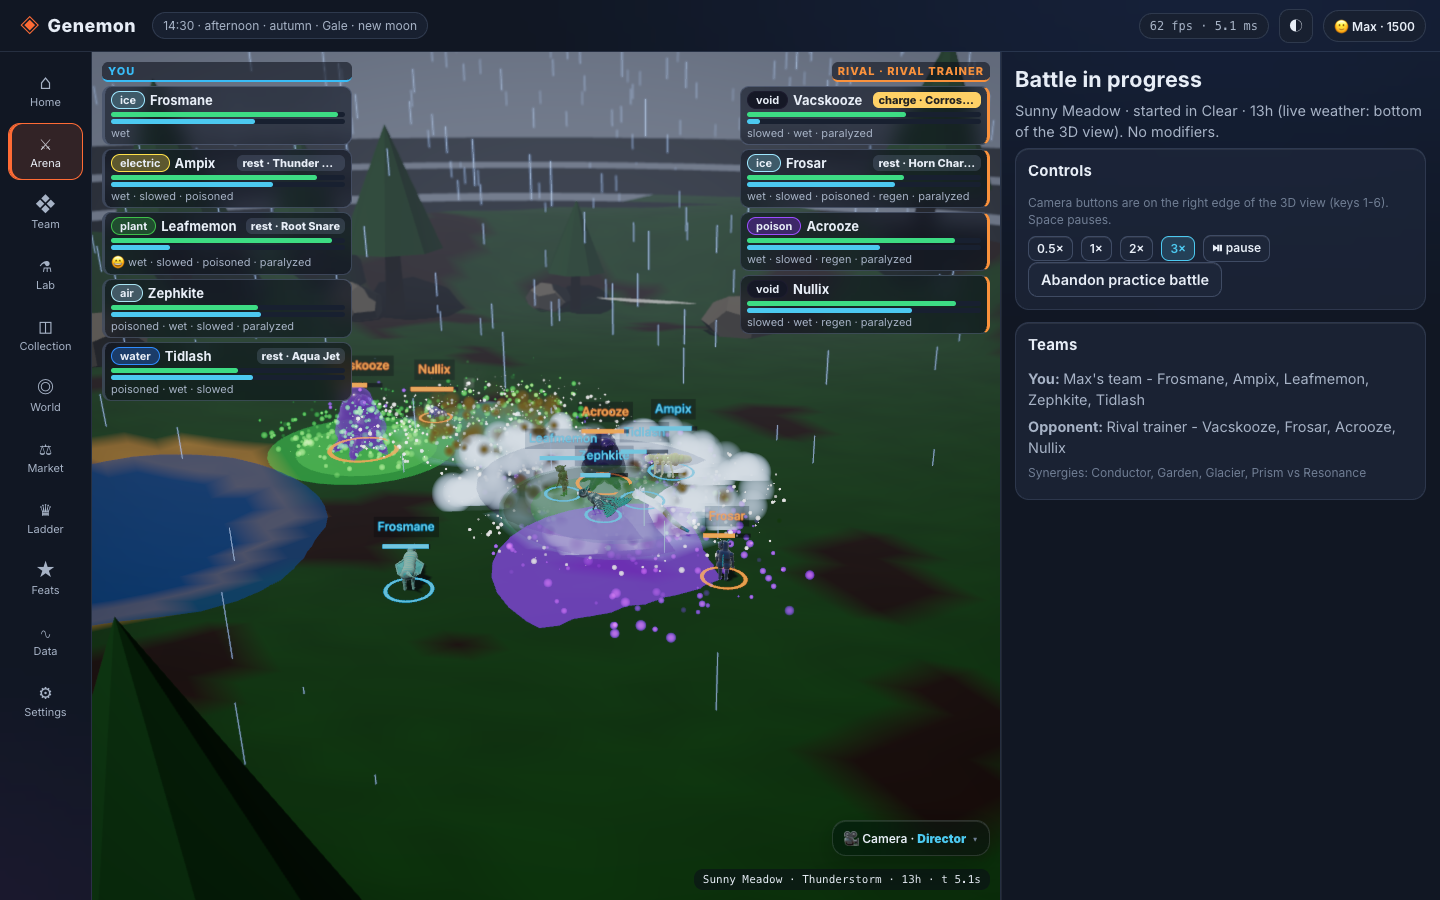 Genemon
14:30 · afternoon · autumn · Gale · new moon
62 fps · 5.1 ms
Max · 1500
Home
Arena
Team
Lab
Collection
World
Market
Ladder
Feats
Data
Settings
YOU
ice Frosmane
wet
electric Ampix rest · Thunder ...
wet · slowed · poisoned
plant Leafmemon rest · Root Snare
wet · slowed · poisoned · paralyzed
air Zephkite
poisoned · wet · slowed · paralyzed
water Tidlash rest · Aqua Jet
poisoned · wet · slowed
RIVAL · RIVAL TRAINER
void Vacskooze charge · Corros...
slowed · wet · paralyzed
ice Frosar rest · Horn Char...
wet · slowed · poisoned · regen · paralyzed
poison Acrooze
wet · slowed · regen · paralyzed
void Nullix
slowed · wet · regen · paralyzed
skooze
Nullix
Acrooze
Ampix
Leafmemon
ephkit
Frosar
Frosmane
Camera · Director
Sunny Meadow · Thunderstorm · 13h · t 5.1s
Battle in progress
Sunny Meadow · started in Clear · 13h (live weather: bottom
of the 3D view). No modifiers.
Controls
Camera buttons are on the right edge of the 3D view (keys 1-6).
Space pauses.
0.5× 1× 2× 3× pause
Abandon practice battle
Teams
You: Max's team - Frosmane, Ampix, Leafmemon,
Zephkite, Tidlash
Opponent: Rival trainer - Vacskooze, Frosar, Acrooze,
Nullix
Synergies: Conductor, Garden, Glacier, Prism vs Resonance